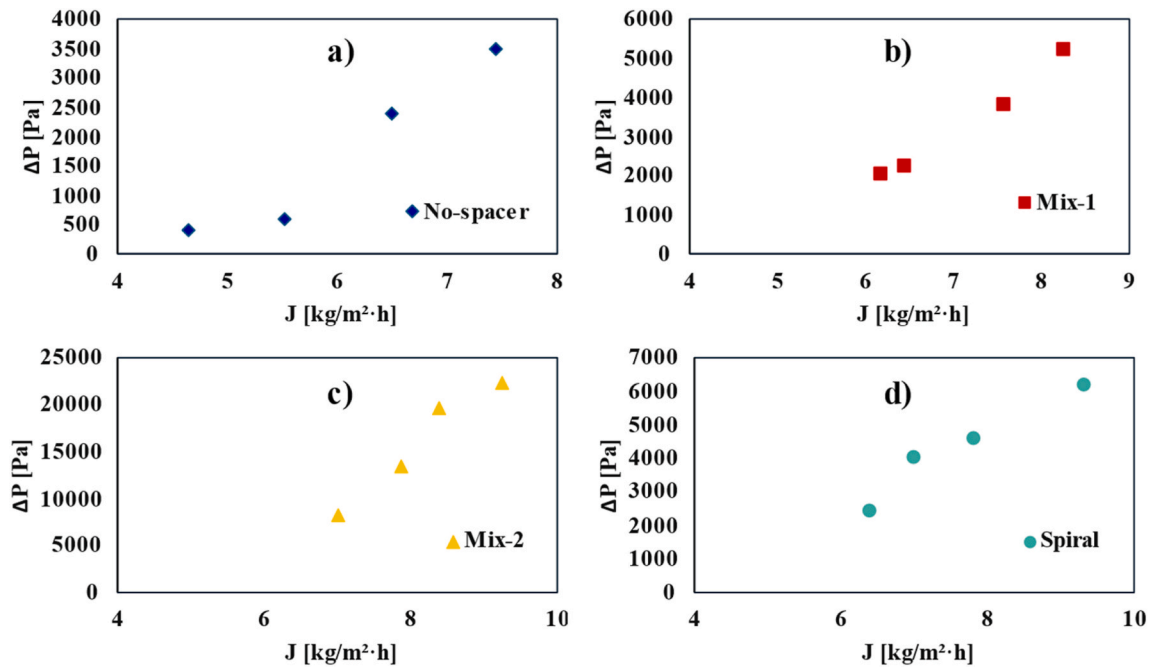 4000
3500
3000
2500
2000
1500
1000
500
0
ΔP [Pa]
a)
No-spacer
4 5 6 7 8
J [kg/m²·h]
6000
5000
4000
3000
2000
1000
0
ΔP [Pa]
b)
Mix-1
4 5 6 7 8 9
J [kg/m²·h]
25000
20000
15000
10000
5000
0
ΔP [Pa]
c)
Mix-2
4 6 8 10
J [kg/m²·h]
7000
6000
5000
4000
3000
2000
1000
0
ΔP [Pa]
d)
Spiral
4 6 8 10
J [kg/m²·h]